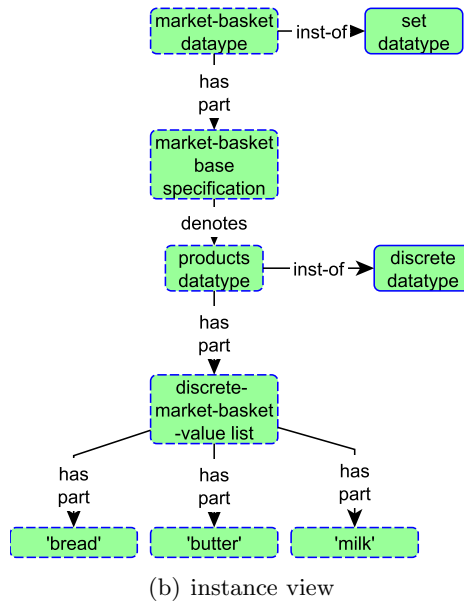 market-basket
dataype
inst-of
set
datatype
has
part
market-basket
base
specification
denotes
products
datatype
inst-of
discrete
datatype
has
part
discrete-
market-basket
-value list
has
part
has
part
has
part
'bread'
'butter'
'milk'
(b) instance view